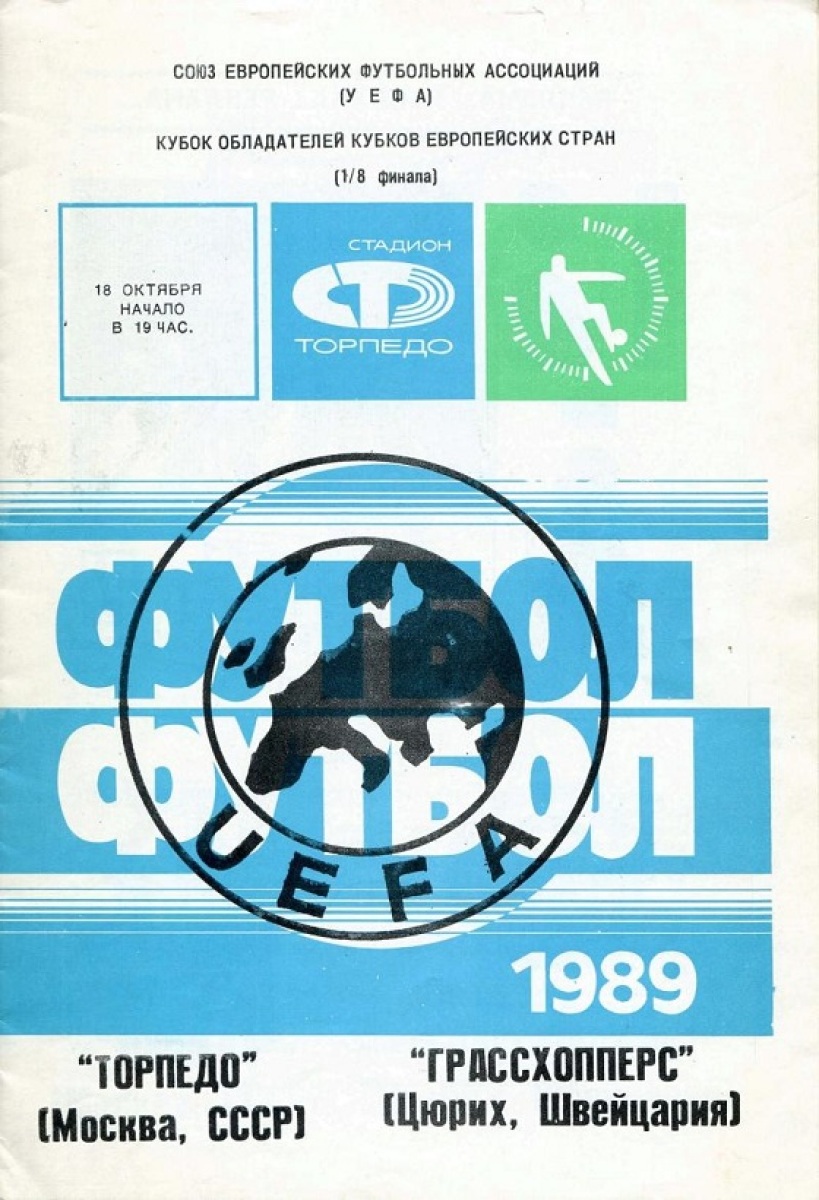 СОЮЗ ЕВРОПЕЙСКИХ ФУТБОЛЬНЫХ АССОЦИАЦИЙ
(У Е Ф А)
КУБОК ОБЛАДАТЕЛЕЙ КУБКОВ ЕВРОПЕЙСКИХ СТРАН
(1/8 финала)
18 ОКТЯБРЯ
НАЧАЛО
В 19 ЧАС.
СТАДИОН
СТ
ТОРПЕДО
ФУТБОЛ
ФУТБОЛ
UEFA
1989
"ТОРПЕДО"
(Москва, СССР)
"ГРАССХОППЕРС"
(Цюрих, Швейцария)